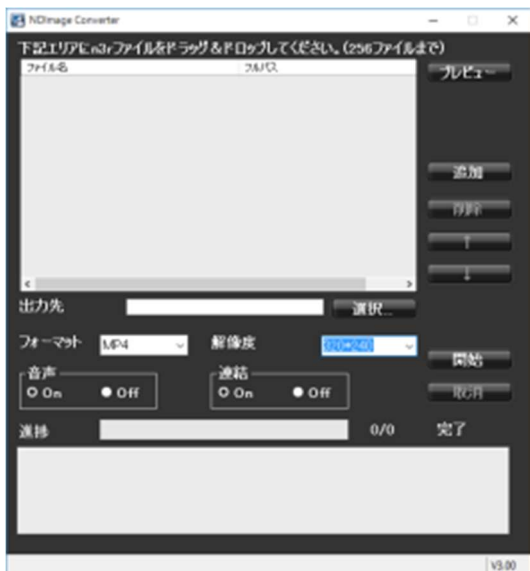 NDImage Converter
下記エリアにn3rファイルをドラッグ&ドロップしてください。(256ファイルまで)
ファイル名 フルパス
プレビュー
追加
削除
↑
↓
出力先 選択...
フォーマット MP4 解像度 320*240
開始
音声 連結
On Off On Off
取消
進捗 0/0 完了
V3.00